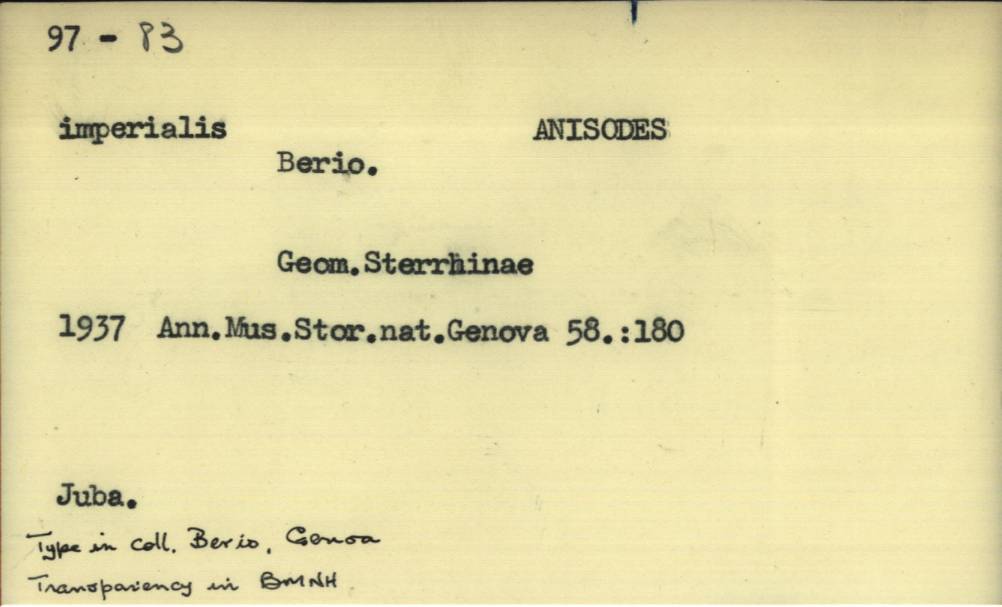 97 - 83
imperialis ANISODES
Berio.
Geom.Sterrhinae
1937 Ann.Mus.Stor.nat.Genova 58.:180
Juba.
Type in coll. Berio, Genoa
Transparency in BMNH